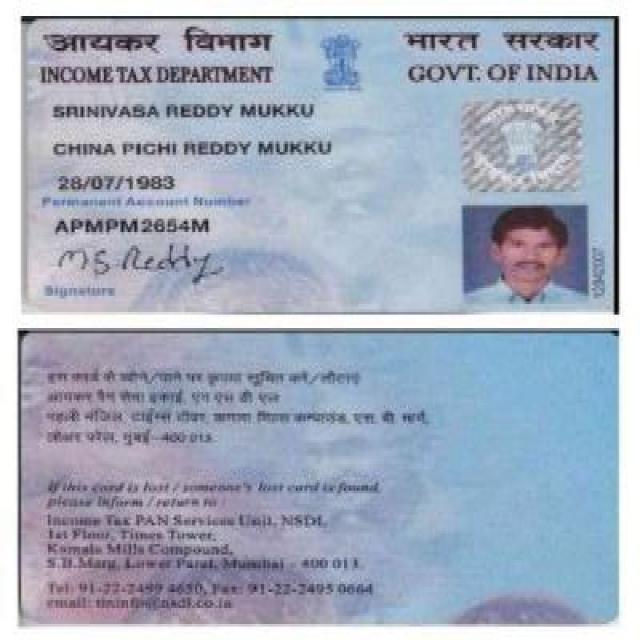 आयकर विभाग
INCOME TAX DEPARTMENT
भारत सरकार
GOVT. OF INDIA
SRINIVASA REDDY MUKKU
CHINA PICHI REDDY MUKKU
28/07/1983
Permanent Account Number
APMPM2654M
M S Reddy
Signature
इस कार्ड के खोने/पाने पर कृपया सूचित करें/लौटाएं
आयकर पैन सेवा इकाई, एन एस डी एल
पहली मंजिल, टाईम्स टॉवर, कमला मिल्स कम्पाउंड, एस. बी. मार्ग,
लोअर परेल, मुंबई-400 013.
If this card is lost / someone's lost card is found,
please inform / return to :
Income Tax PAN Services Unit, NSDL
1st Floor, Times Tower,
Kamala Mills Compound,
S.B.Marg, Lower Parel, Mumbai - 400 013.
Tel: 91-22-2499 4650, Fax: 91-22-2495 0664
email: tininfo@nsdl.co.in